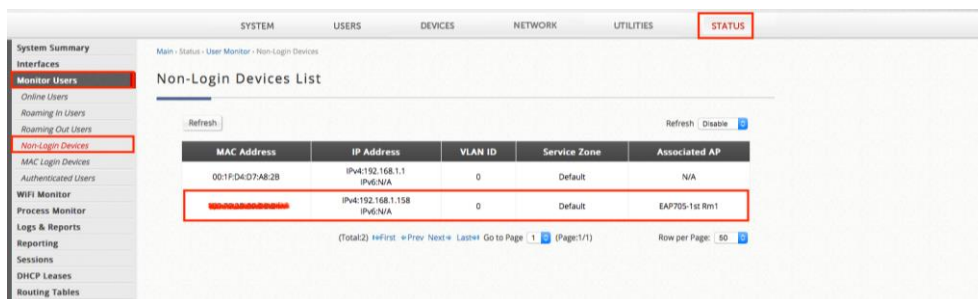 SYSTEM USERS DEVICES NETWORK UTILITIES STATUS
System Summary
Interfaces
Monitor Users
Online Users
Roaming In Users
Roaming Out Users
Non-Login Devices
MAC Login Devices
Authenticated Users
WiFi Monitor
Process Monitor
Logs & Reports
Reporting
Sessions
DHCP Leases
Routing Tables
Main › Status › User Monitor › Non-Login Devices
Non-Login Devices List
Refresh Refresh Disable
MAC Address IP Address VLAN ID Service Zone Associated AP
00:1F:D4:D7:A8:2B IPv4:192.168.1.1 0 Default N/A
IPv6:N/A
IPv4:192.168.1.158 0 Default EAP705-1st Rm1
IPv6:N/A
(Total:2) First Prev Next Last Go to Page 1 (Page:1/1) Row per Page: 50